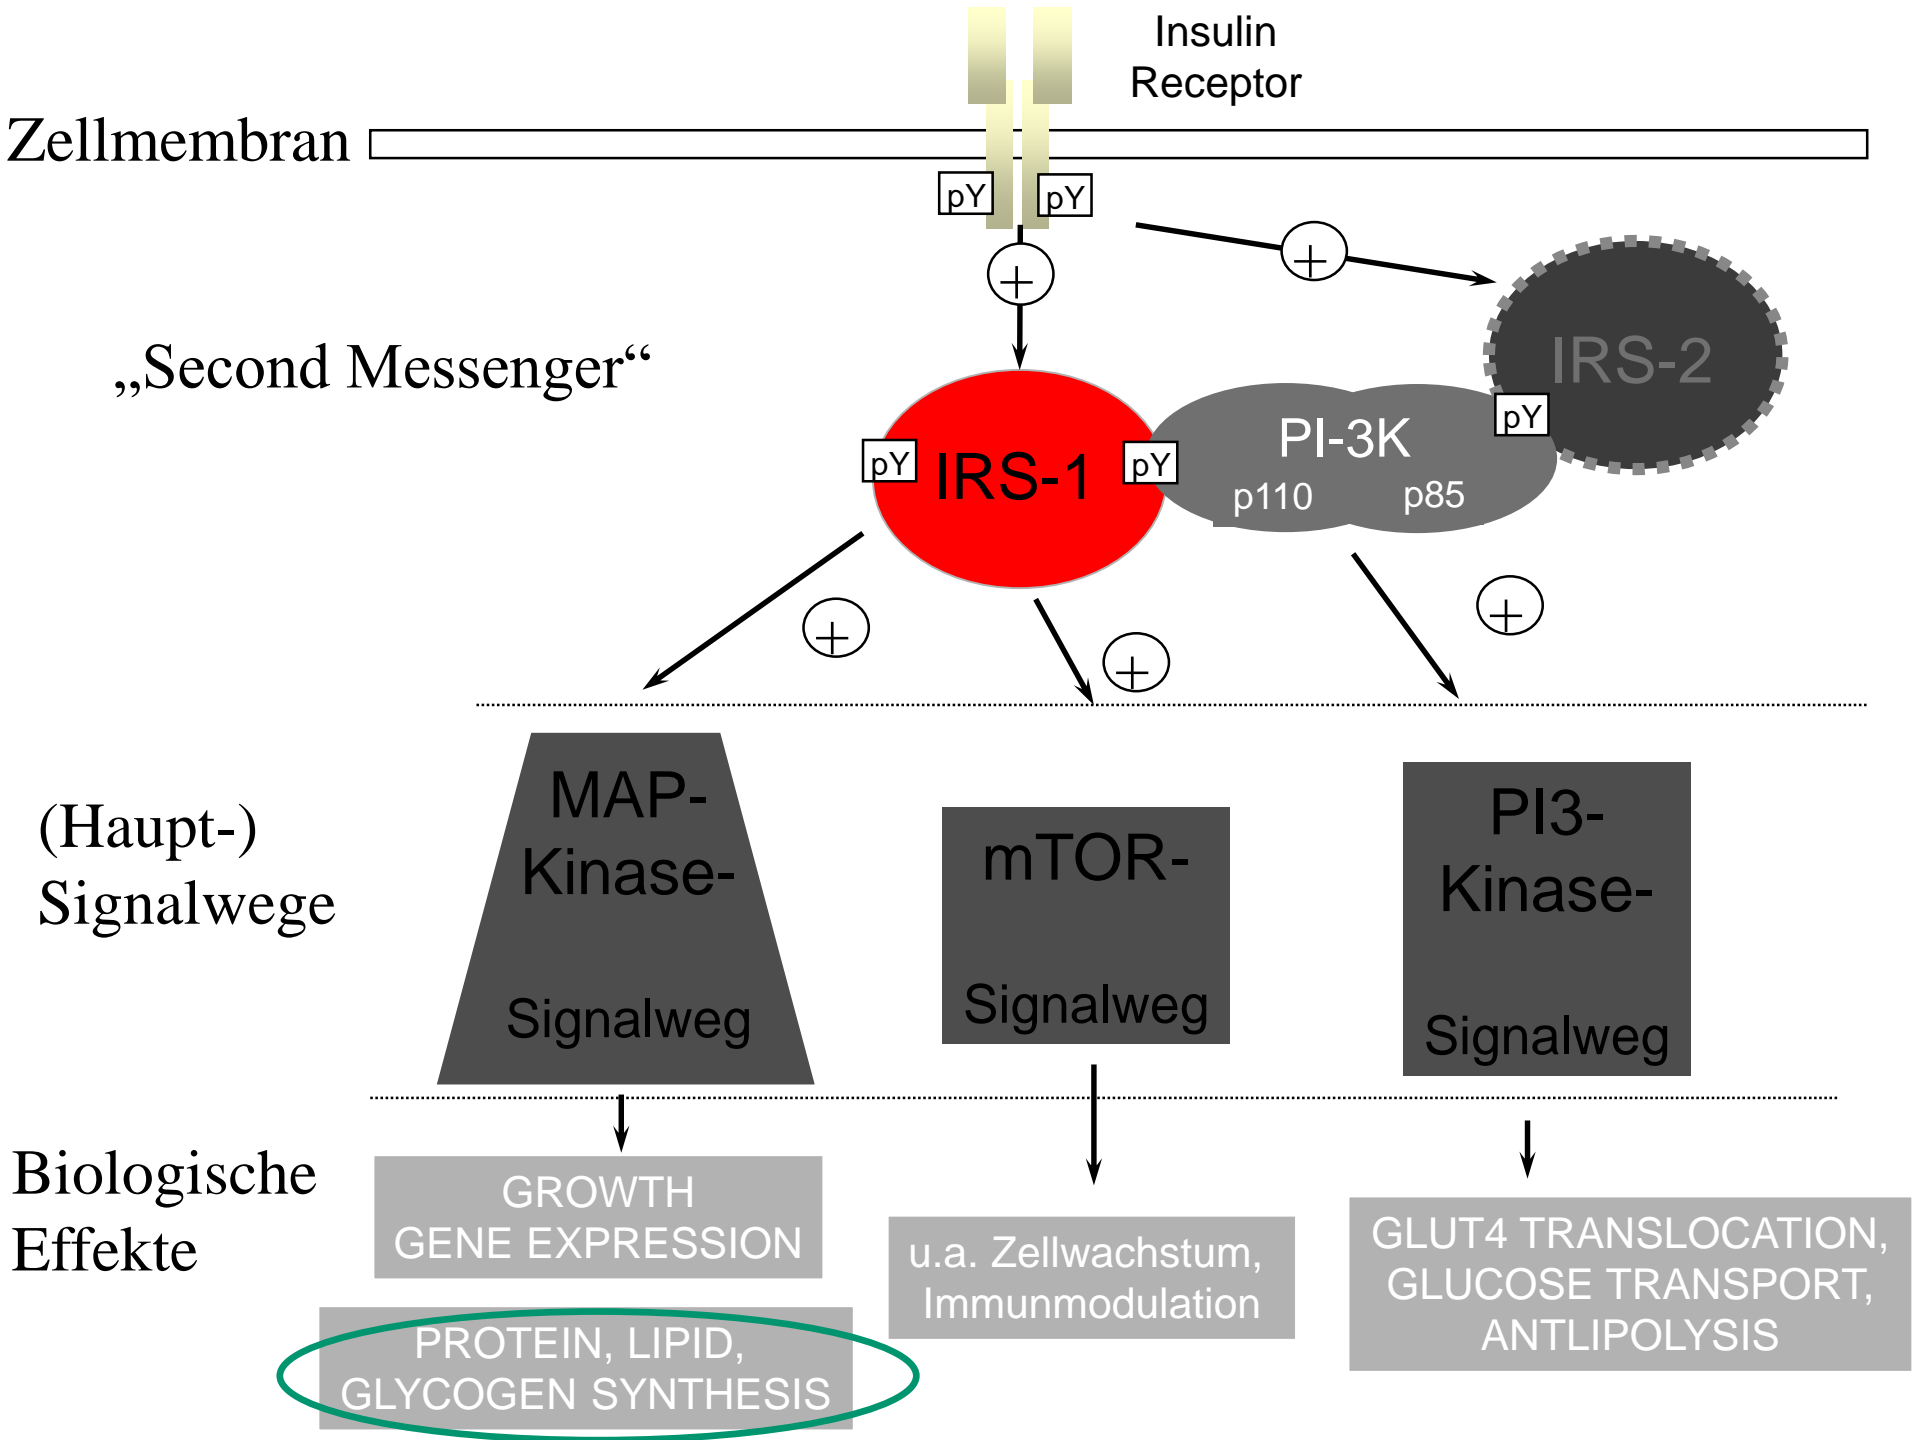 Insulin
Receptor
Zellmembran
pY
pY
+
+
„Second Messenger“
IRS-2
pY
PI-3K
pY
IRS-1
pY
p110
p85
+
+
+
(Haupt-)
Signalwege
MAP-
Kinase-
Signalweg
mTOR-
Signalweg
PI3-
Kinase-
Signalweg
Biologische
Effekte
GROWTH
GENE EXPRESSION
PROTEIN, LIPID,
GLYCOGEN SYNTHESIS
u.a. Zellwachstum,
Immunmodulation
GLUT4 TRANSLOCATION,
GLUCOSE TRANSPORT,
ANTLIPOLYSIS